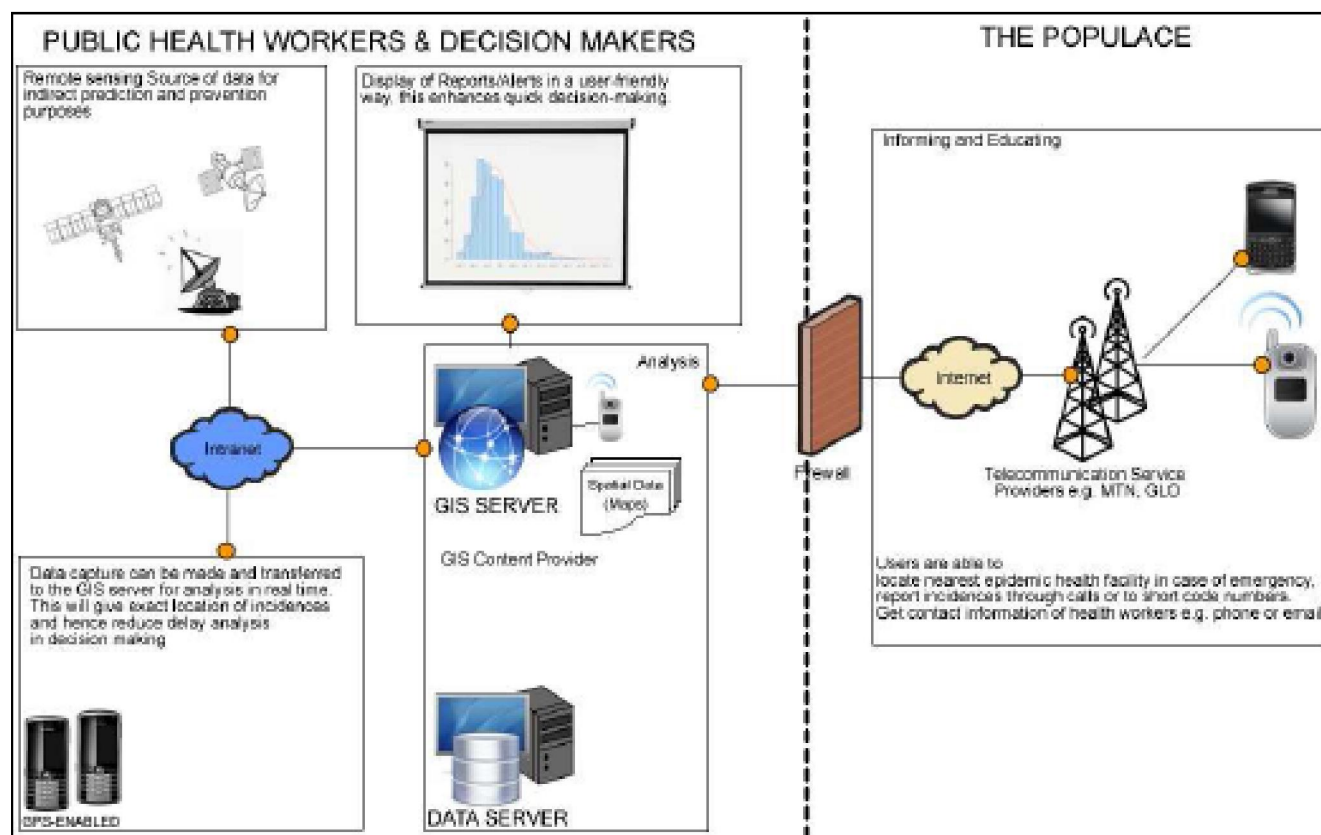 PUBLIC HEALTH WORKERS & DECISION MAKERS
THE POPULACE
Remote sensing Source of data for
indirect prediction and prevention
purposes
Display of Reports/Alerts in a user-friendly
way, this enhances quick decision-making
Informing and Educating
Analysis
Intranet
Internet
GIS SERVER
Spatial Data
(Maps)
GIS Content Provider
Firewall
Telecommunication Service
Providers e.g. MTN, GLO
Data capture can be made and transferred
to the GIS server for analysis in real time.
This will give exact location of incidences
and hence reduce delay analysis
in decision making
GPS-ENABLED
DATA SERVER
Users are able to
locate nearest epidemic health facility in case of emergency,
report incidences through calls or to short code numbers.
Get contact information of health workers e.g. phone or email